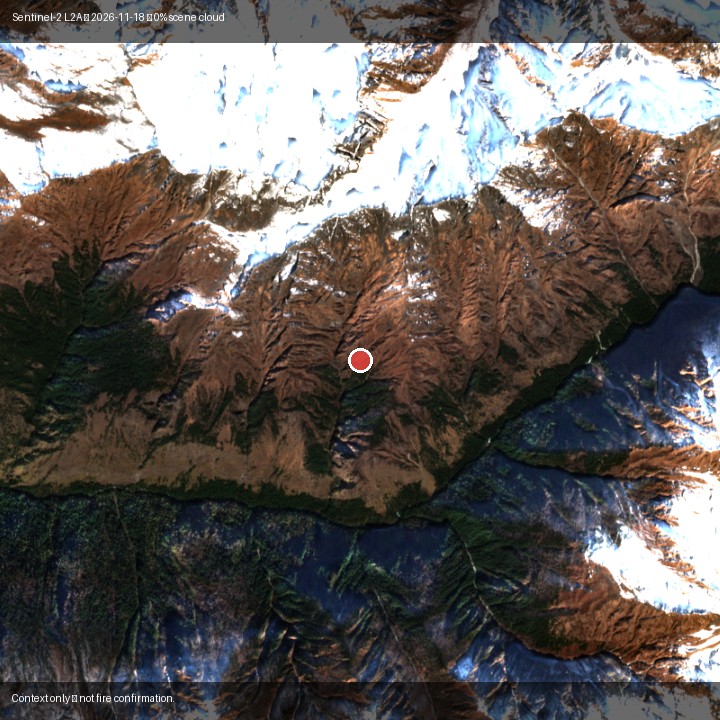 Sentinel-2 L2A▯2026-11-18▯0% scene cloud
Context only▯not fire confirmation.